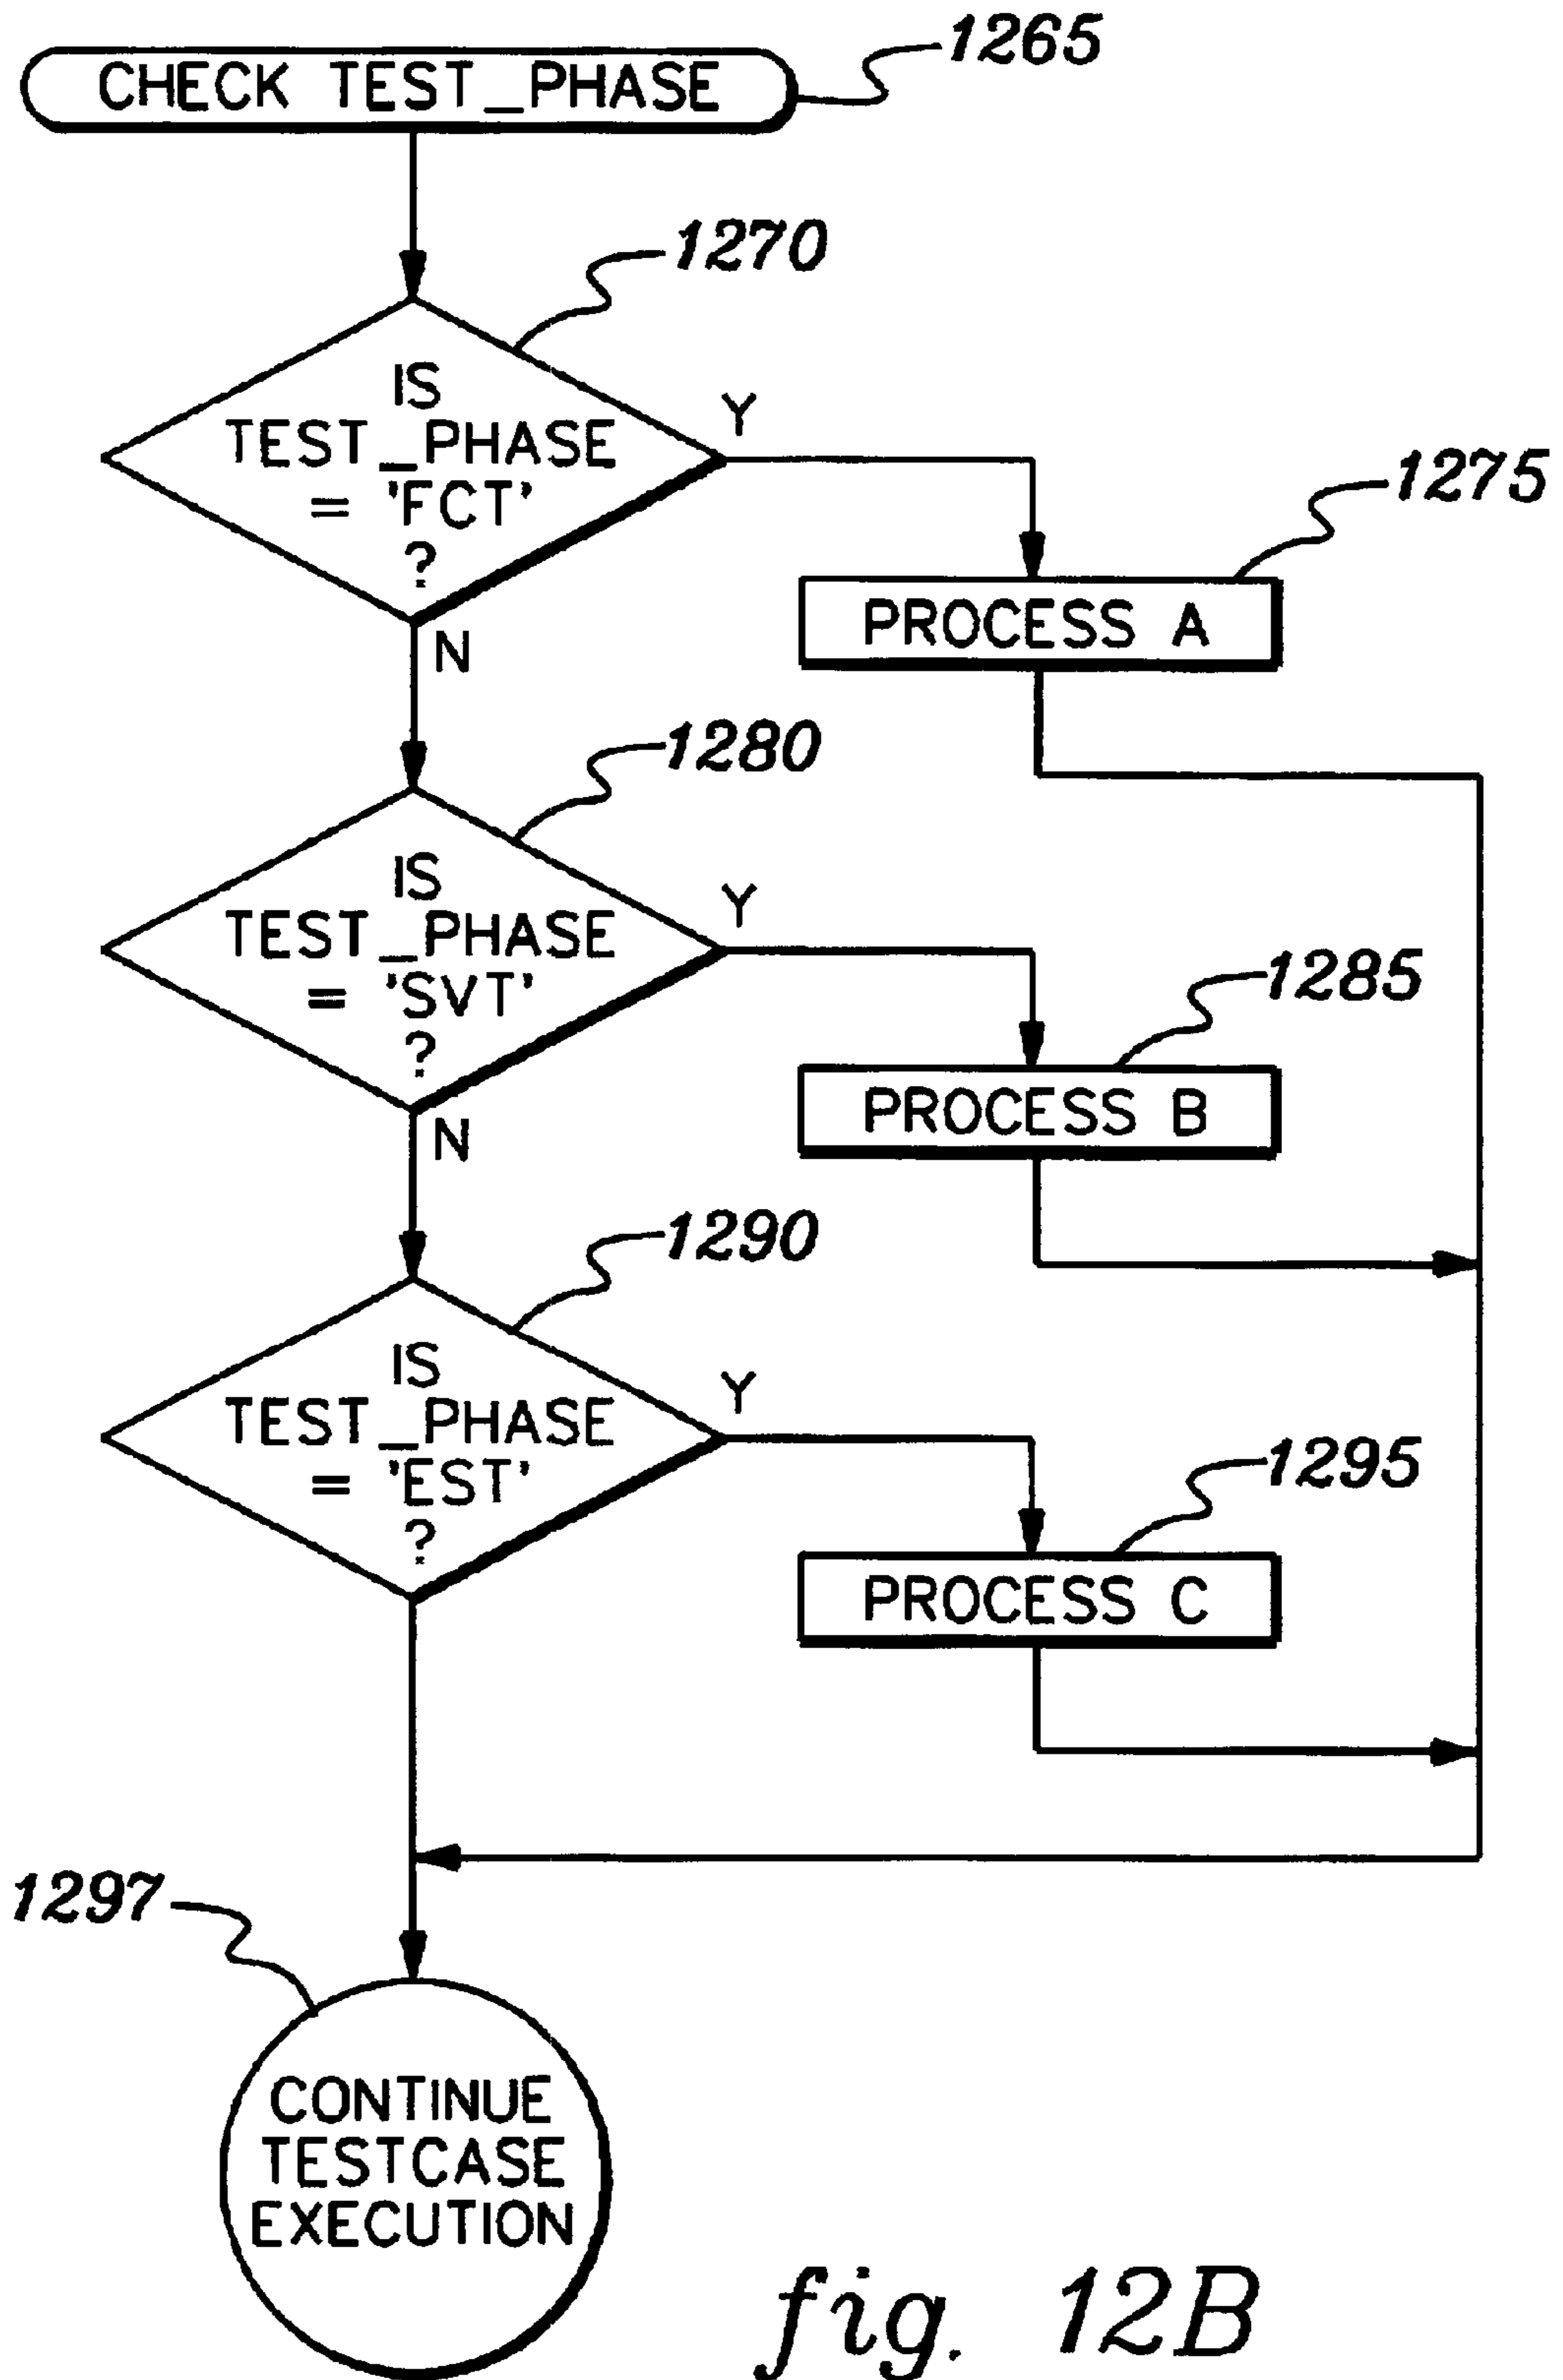 CHECK TEST_PHASE
1265
1270
IS
TEST_PHASE
= 'FCT'
?
Y
N
1275
PROCESS A
1280
IS
TEST_PHASE
= 'SVT'
?
Y
N
1285
PROCESS B
1290
IS
TEST_PHASE
= 'EST'
?
Y
1295
PROCESS C
1297
CONTINUE
TESTCASE
EXECUTION
fig. 12B